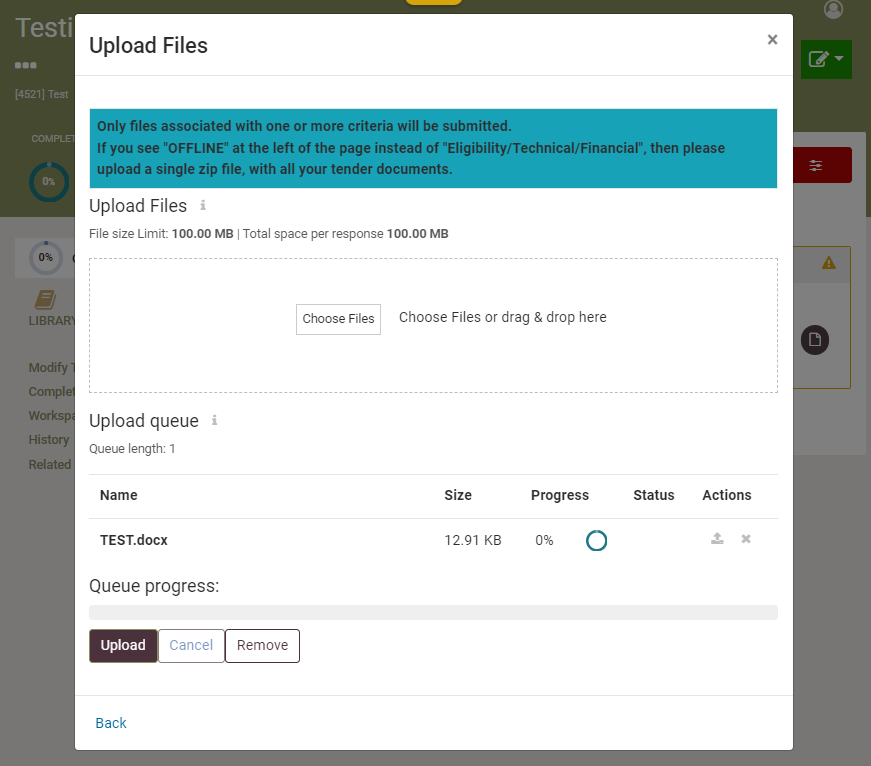 Testi
Upload Files
×
[4521] Test
Only files associated with one or more criteria will be submitted.
If you see "OFFLINE" at the left of the page instead of "Eligibility/Technical/Financial", then please
upload a single zip file, with all your tender documents.
COMPLET
0%
Upload Files
File size Limit: 100.00 MB | Total space per response 100.00 MB
0%
Choose Files Choose Files or drag & drop here
LIBRARY
Modify T
Complet
Workspa
History
Related
Upload queue
Queue length: 1
Name Size Progress Status Actions
TEST.docx 12.91 KB 0%
Queue progress:
Upload Cancel Remove
Back